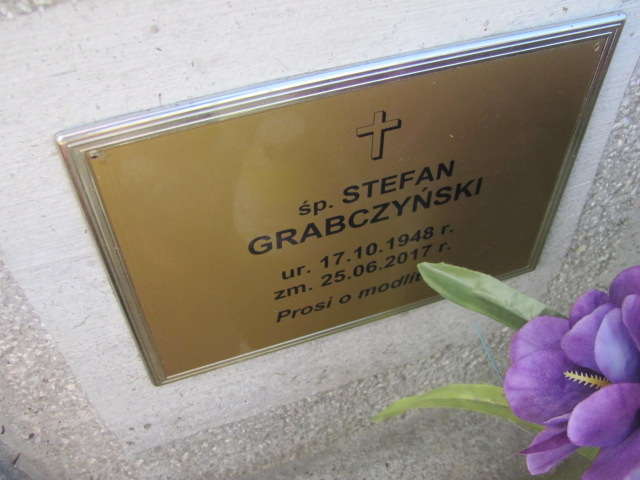 śp. STEFAN
GRABCZYŃSKI
ur. 17.10.1948 r.
zm. 25.06.2017 r.
Prosi o